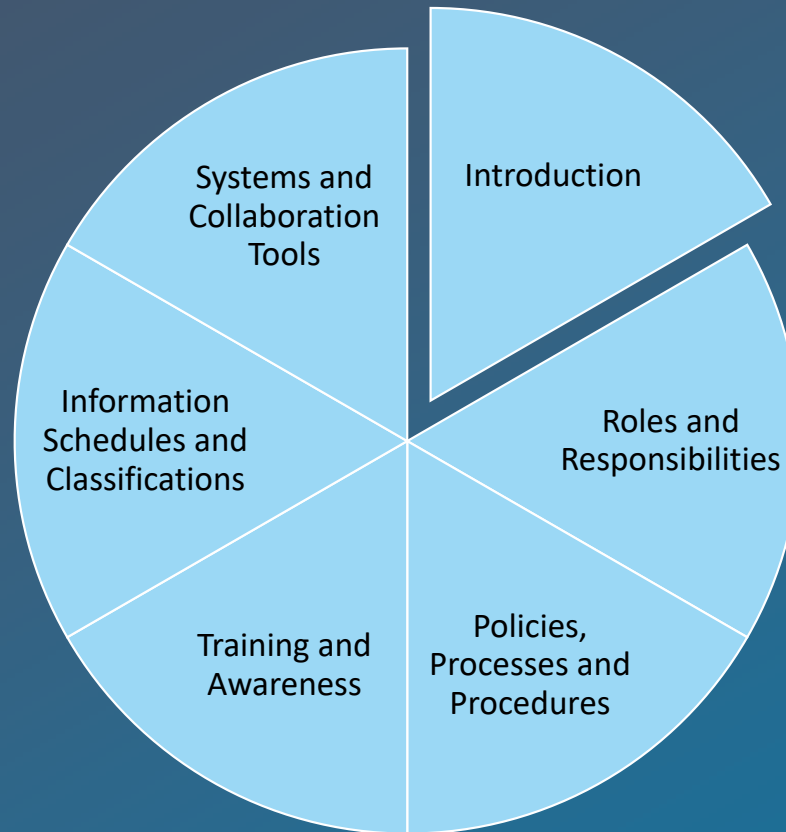 Introduction
Roles and
Responsibilities
Policies,
Processes and
Procedures
Training and
Awareness
Information
Schedules and
Classifications
Systems and
Collaboration
Tools